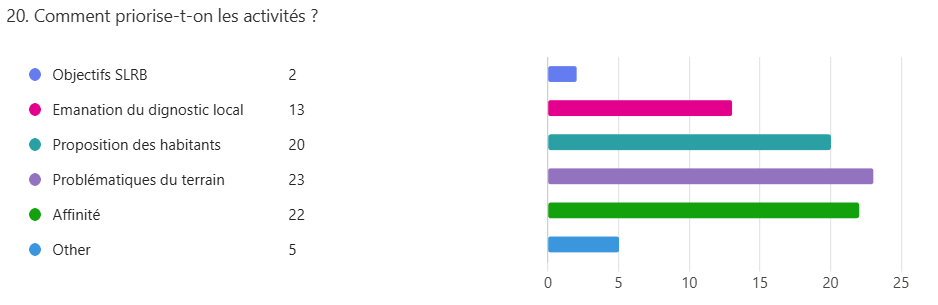 20. Comment priorise-t-on les activités ?
Objectifs SLRB 2
Emanation du dignostic local 13
Proposition des habitants 20
Problématiques du terrain 23
Affinité 22
Other 5
0 5 10 15 20 25